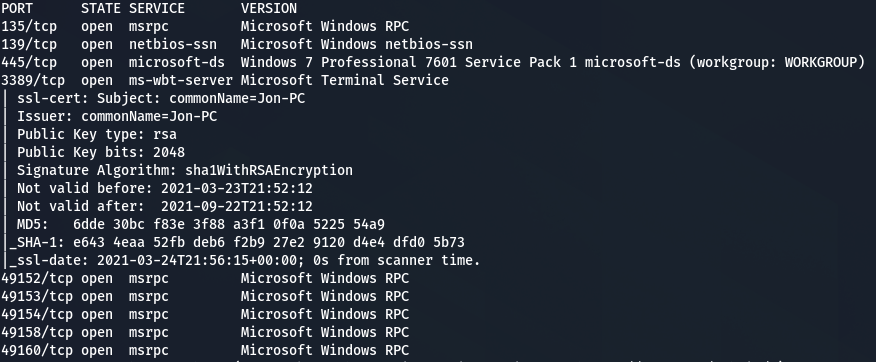 PORT STATE SERVICE VERSION
135/tcp open msrpc Microsoft Windows RPC
139/tcp open netbios-ssn Microsoft Windows netbios-ssn
445/tcp open microsoft-ds Windows 7 Professional 7601 Service Pack 1 microsoft-ds (workgroup: WORKGROUP)
3389/tcp open ms-wbt-server Microsoft Terminal Service
| ssl-cert: Subject: commonName=Jon-PC
| Issuer: commonName=Jon-PC
| Public Key type: rsa
| Public Key bits: 2048
| Signature Algorithm: sha1WithRSAEncryption
| Not valid before: 2021-03-23T21:52:12
| Not valid after:  2021-09-22T21:52:12
| MD5:   6dde 30bc f83e 3f88 a3f1 0f0a 5225 54a9
|_SHA-1: e643 4eaa 52fb deb6 f2b9 27e2 9120 d4e4 dfd0 5b73
|_ssl-date: 2021-03-24T21:56:15+00:00; 0s from scanner time.
49152/tcp open msrpc Microsoft Windows RPC
49153/tcp open msrpc Microsoft Windows RPC
49154/tcp open msrpc Microsoft Windows RPC
49158/tcp open msrpc Microsoft Windows RPC
49160/tcp open msrpc Microsoft Windows RPC